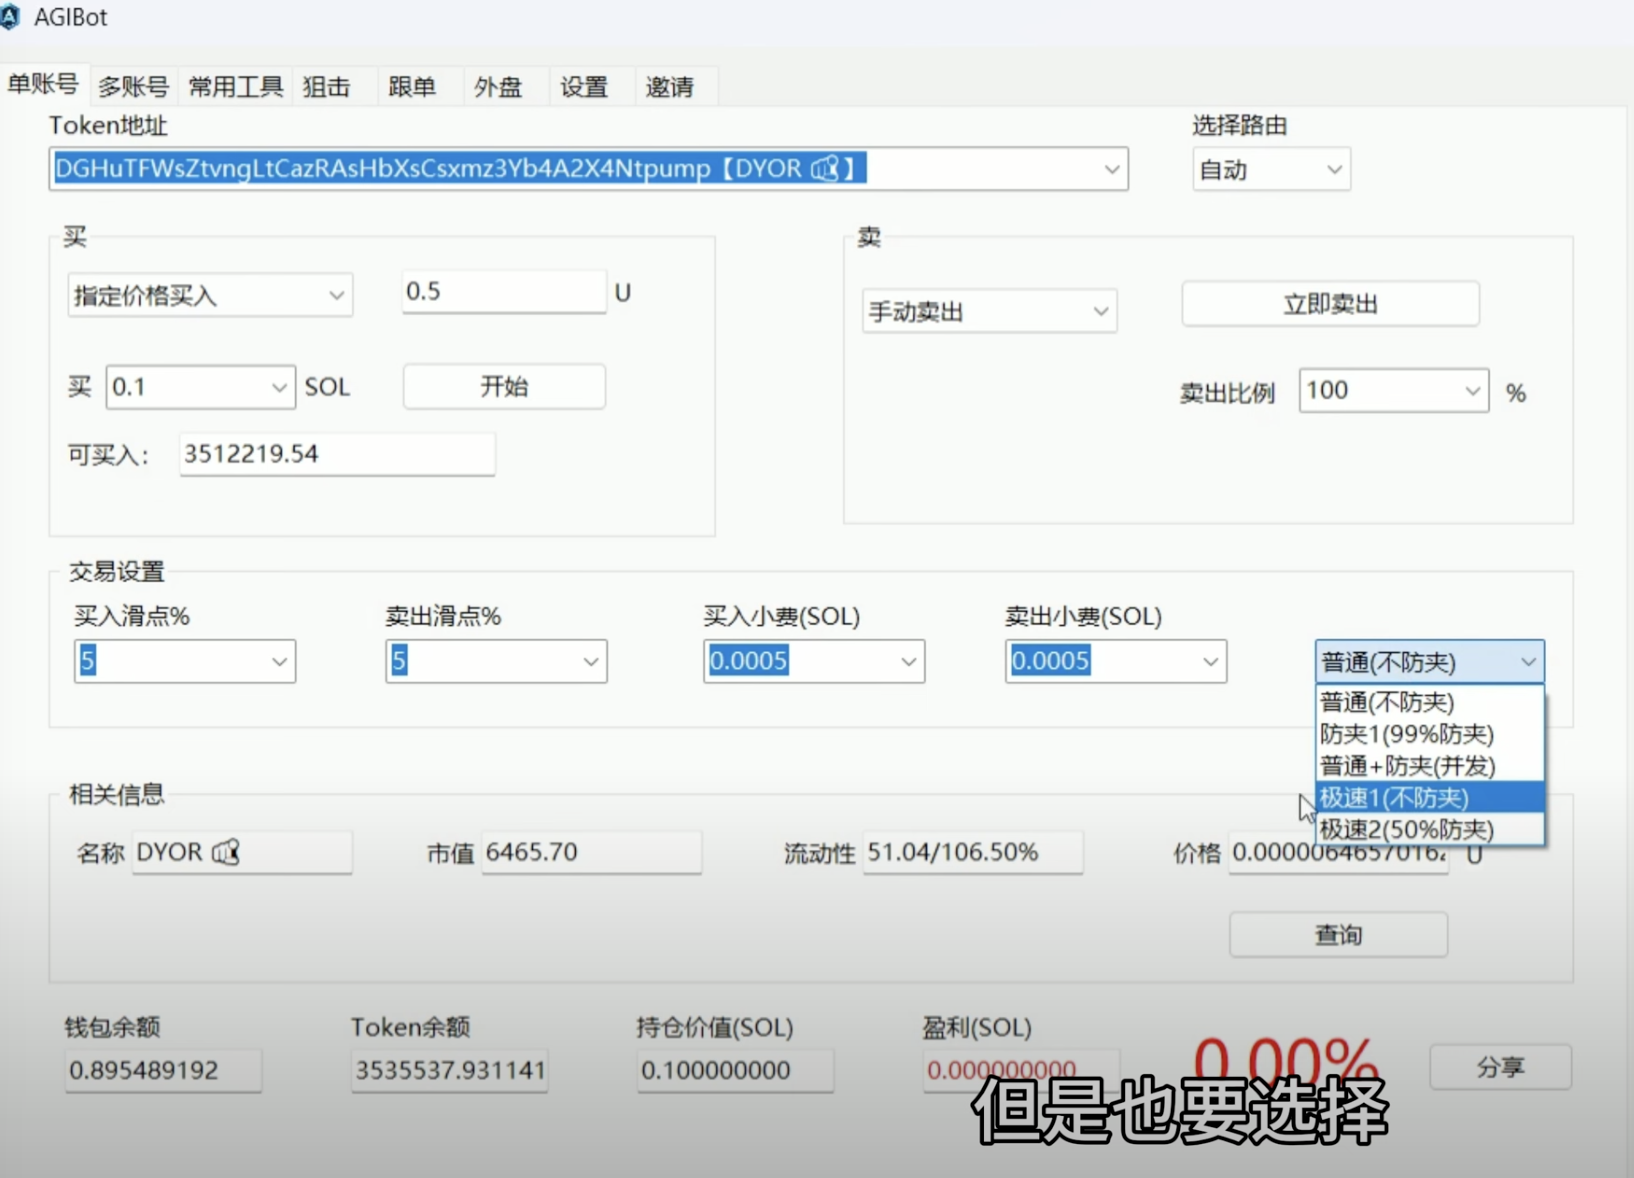 AGIBot
单账号 多账号 常用工具 狙击 跟单 外盘 设置 邀请
Token地址
选择路由
DGHuTFWsZtvngLtCazRAsHbXsCsxmz3Yb4A2X4Ntpump【DYOR 】
自动
买
卖
指定价格买入
0.5 U
手动卖出
立即卖出
买 0.1 SOL
开始
卖出比例 100 %
可买入: 3512219.54
交易设置
买入滑点%
卖出滑点%
买入小费(SOL)
卖出小费(SOL)
5
5
0.0005
0.0005
普通(不防夹)
普通(不防夹)
防夹1(99%防夹)
普通+防夹(并发)
极速1(不防夹)
极速2(50%防夹)
相关信息
名称 DYOR
市值 6465.70
流动性 51.04/106.50%
价格 U
查询
钱包余额
Token余额
持仓价值(SOL)
盈利(SOL)
0.895489192
3535537.931141
0.100000000
0.000000000
0.00%
分享
但是也要选择